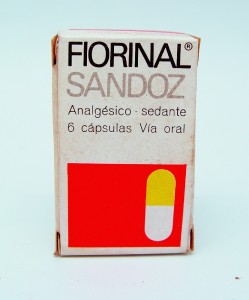 FIORINAL®
SANDOZ
Analgésico - sedante
6 cápsulas Vía oral